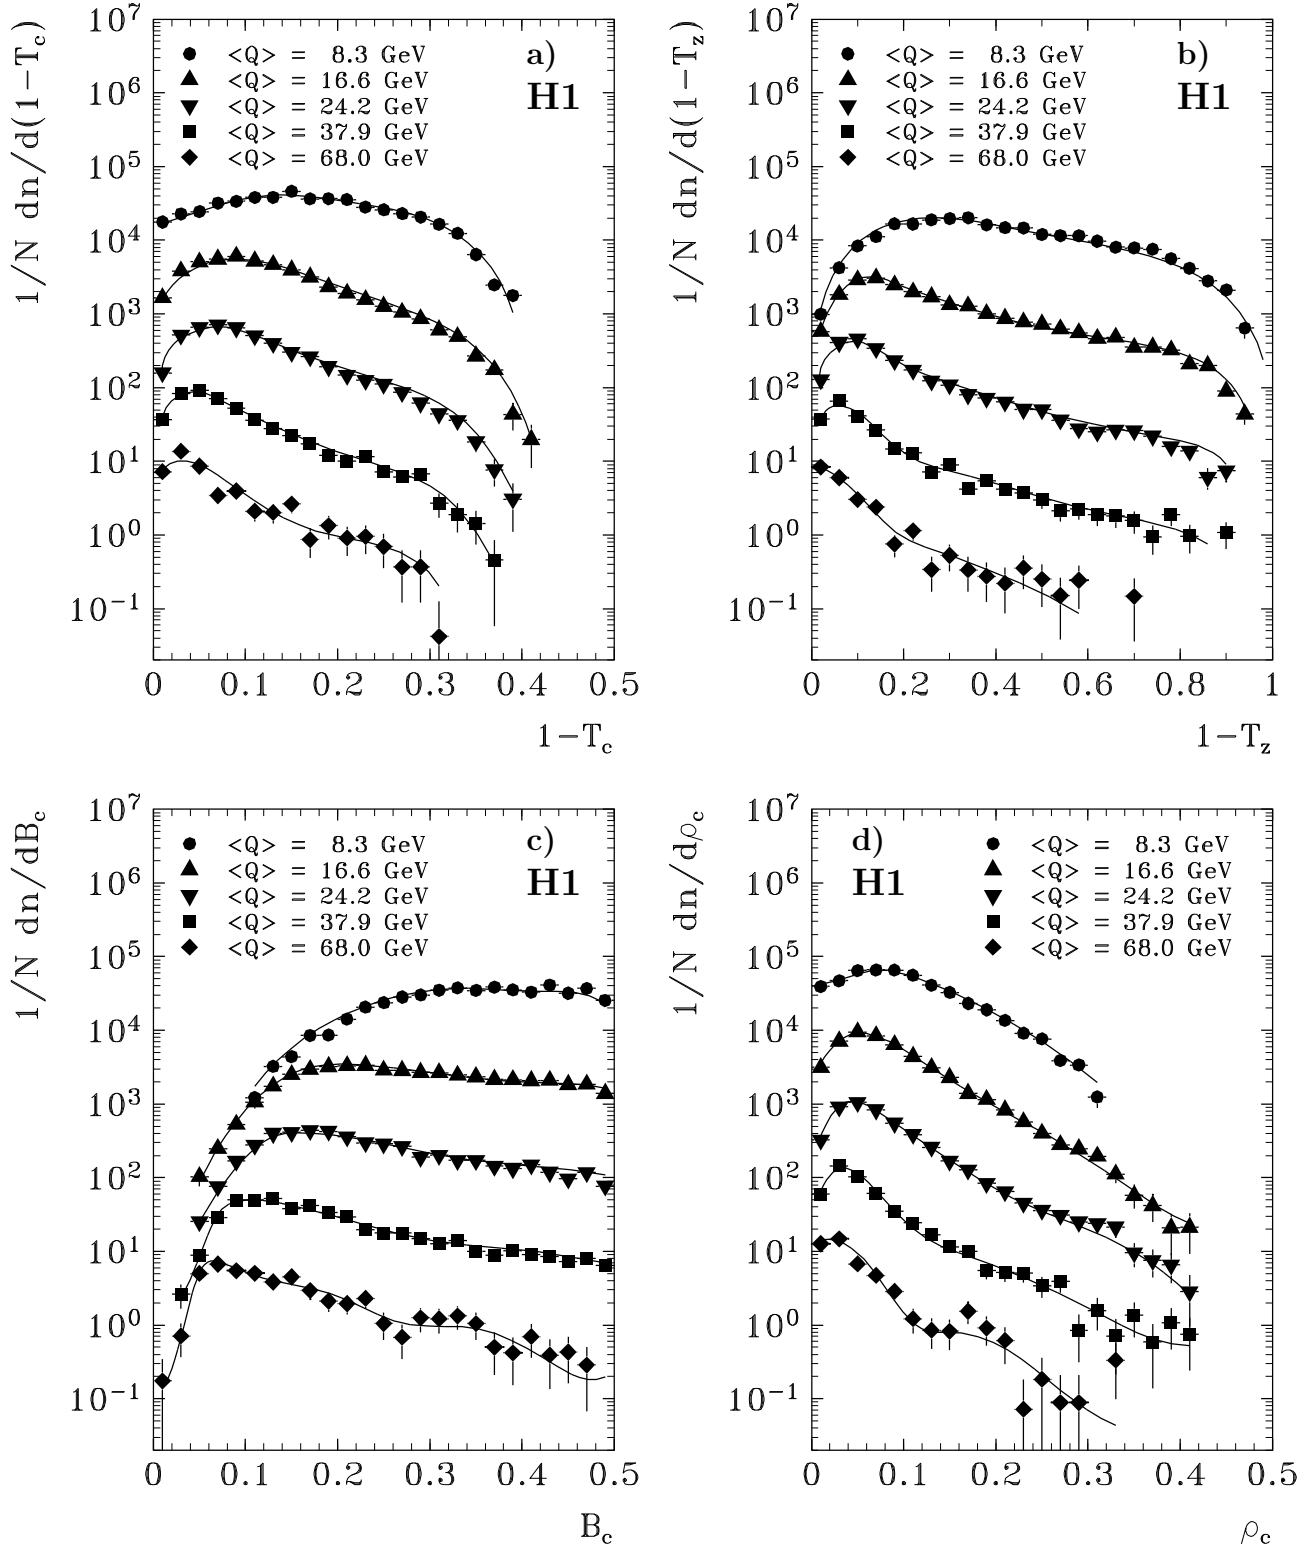 1/N dn/d(1−T_c)
10^7
10^6
10^5
10^4
10^3
10^2
10^1
10^0
10^−1
<Q> = 8.3 GeV
<Q> = 16.6 GeV
<Q> = 24.2 GeV
<Q> = 37.9 GeV
<Q> = 68.0 GeV
a)
H1
0 0.1 0.2 0.3 0.4 0.5
1−T_c
1/N dn/d(1−T_z)
10^7
10^6
10^5
10^4
10^3
10^2
10^1
10^0
10^−1
<Q> = 8.3 GeV
<Q> = 16.6 GeV
<Q> = 24.2 GeV
<Q> = 37.9 GeV
<Q> = 68.0 GeV
b)
H1
0 0.2 0.4 0.6 0.8 1
1−T_z
1/N dn/dB_c
10^7
10^6
10^5
10^4
10^3
10^2
10^1
10^0
10^−1
<Q> = 8.3 GeV
<Q> = 16.6 GeV
<Q> = 24.2 GeV
<Q> = 37.9 GeV
<Q> = 68.0 GeV
c)
H1
0 0.1 0.2 0.3 0.4 0.5
B_c
1/N dn/dρ_c
10^7
10^6
10^5
10^4
10^3
10^2
10^1
10^0
10^−1
d)
H1
<Q> = 8.3 GeV
<Q> = 16.6 GeV
<Q> = 24.2 GeV
<Q> = 37.9 GeV
<Q> = 68.0 GeV
0 0.1 0.2 0.3 0.4 0.5
ρ_c